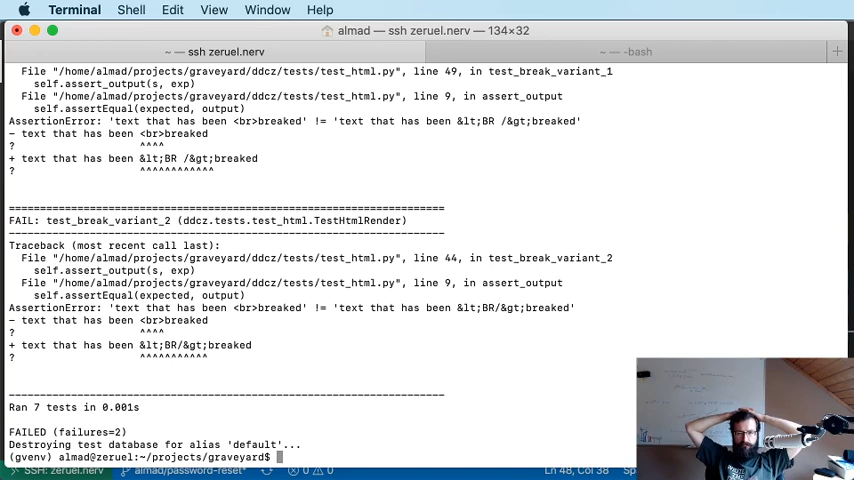 Terminal Shell Edit View Window Help
almad — ssh zeruel.nerv — 134×32
~ — ssh zeruel.nerv
~ — -bash
File "/home/almad/projects/graveyard/ddcz/tests/test_html.py", line 49, in test_break_variant_1
self.assert_output(s, exp)
File "/home/almad/projects/graveyard/ddcz/tests/test_html.py", line 9, in assert_output
self.assertEqual(expected, output)
AssertionError: 'text that has been <br>breaked' != 'text that has been &lt;BR /&gt;breaked'
- text that has been <br>breaked
?                    ^^^^
+ text that has been &lt;BR /&gt;breaked
?                    ^^^^^^^^^^^^
======================================================================
FAIL: test_break_variant_2 (ddcz.tests.test_html.TestHtmlRender)
----------------------------------------------------------------------
Traceback (most recent call last):
File "/home/almad/projects/graveyard/ddcz/tests/test_html.py", line 44, in test_break_variant_2
self.assert_output(s, exp)
File "/home/almad/projects/graveyard/ddcz/tests/test_html.py", line 9, in assert_output
self.assertEqual(expected, output)
AssertionError: 'text that has been <br>breaked' != 'text that has been &lt;BR/&gt;breaked'
- text that has been <br>breaked
?                    ^^^^
+ text that has been &lt;BR/&gt;breaked
?                    ^^^^^^^^^^^
----------------------------------------------------------------------
Ran 7 tests in 0.001s
FAILED (failures=2)
Destroying test database for alias 'default'...
(gvenv) almad@zeruel:~/projects/graveyard$
SSH: zeruel.nerv almad/password-reset* 0 0 Ln 48, Col 38